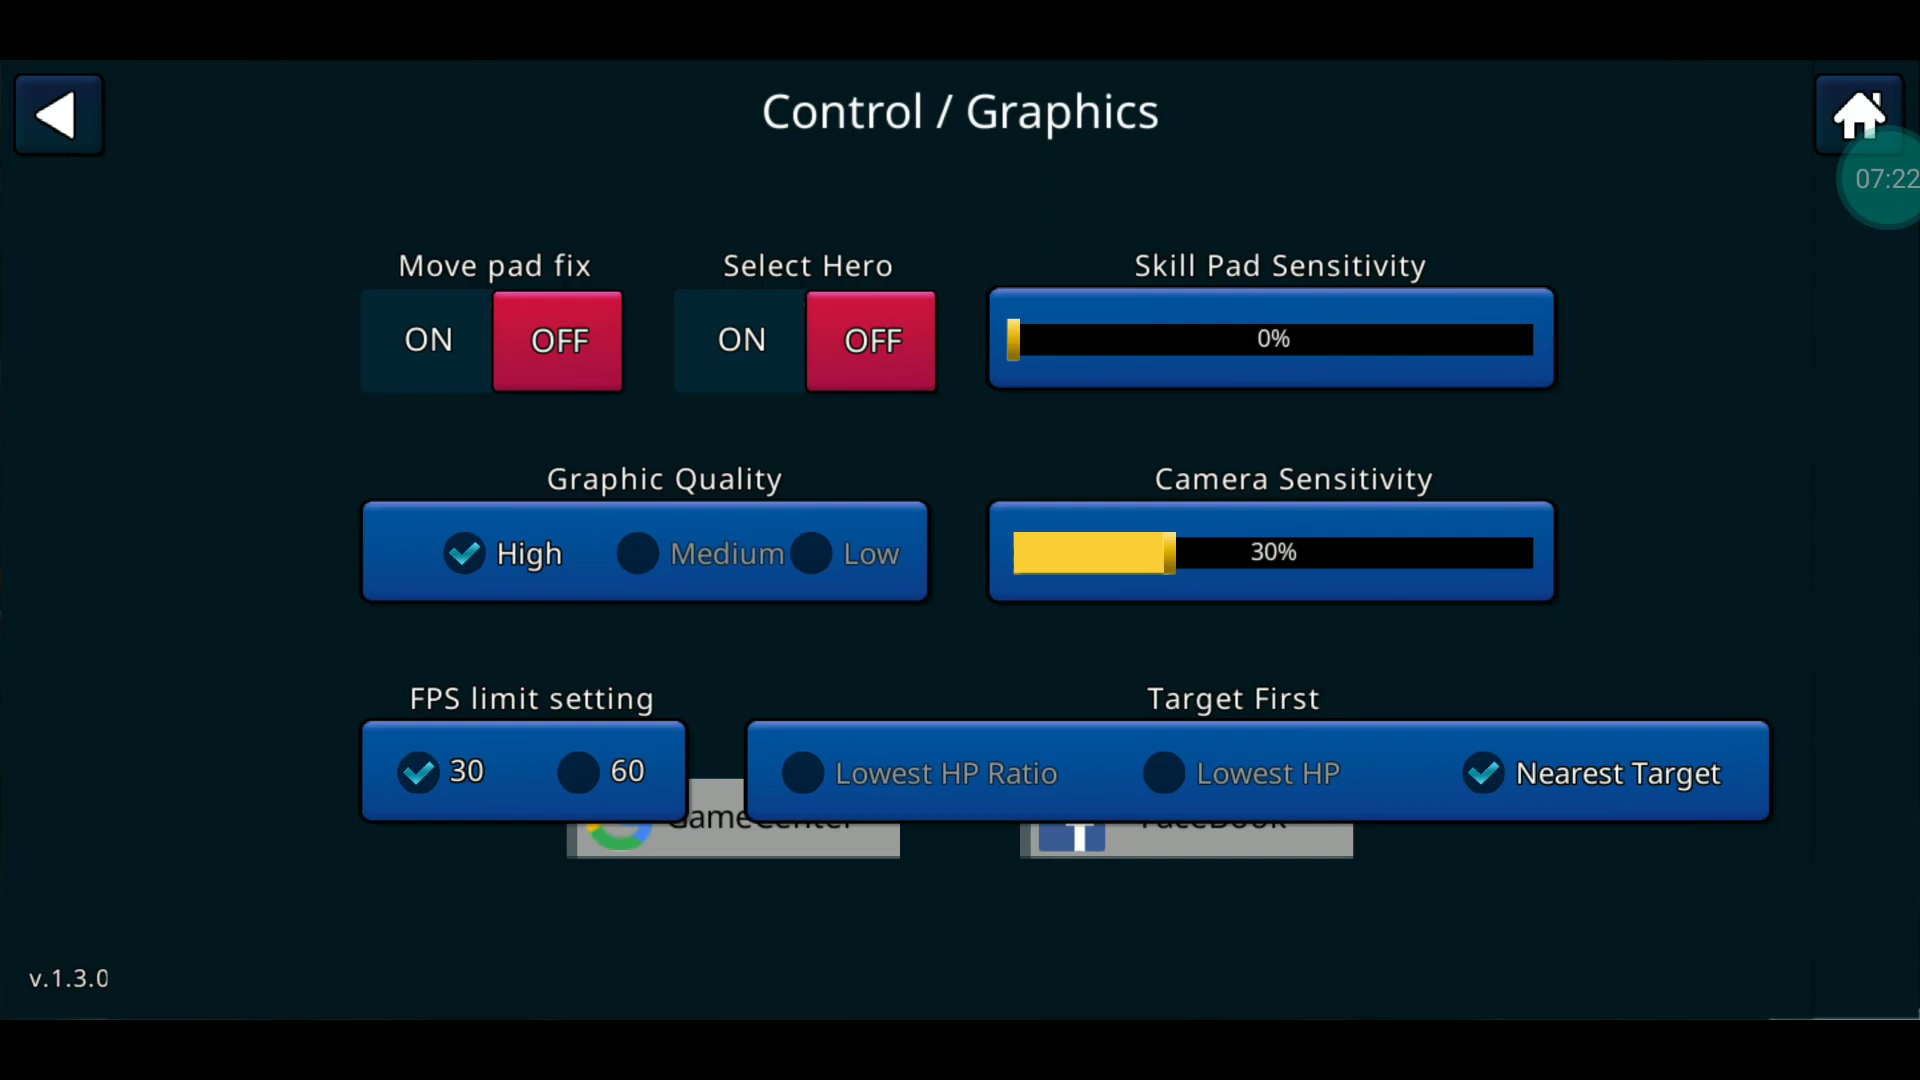 Control / Graphics
07:22
Move pad fix
Select Hero
Skill Pad Sensitivity
ON OFF
ON OFF
0%
Graphic Quality
Camera Sensitivity
High Medium Low
30%
FPS limit setting
Target First
30 60
Lowest HP Ratio Lowest HP Nearest Target
GameCenter
FaceBook
v.1.3.0